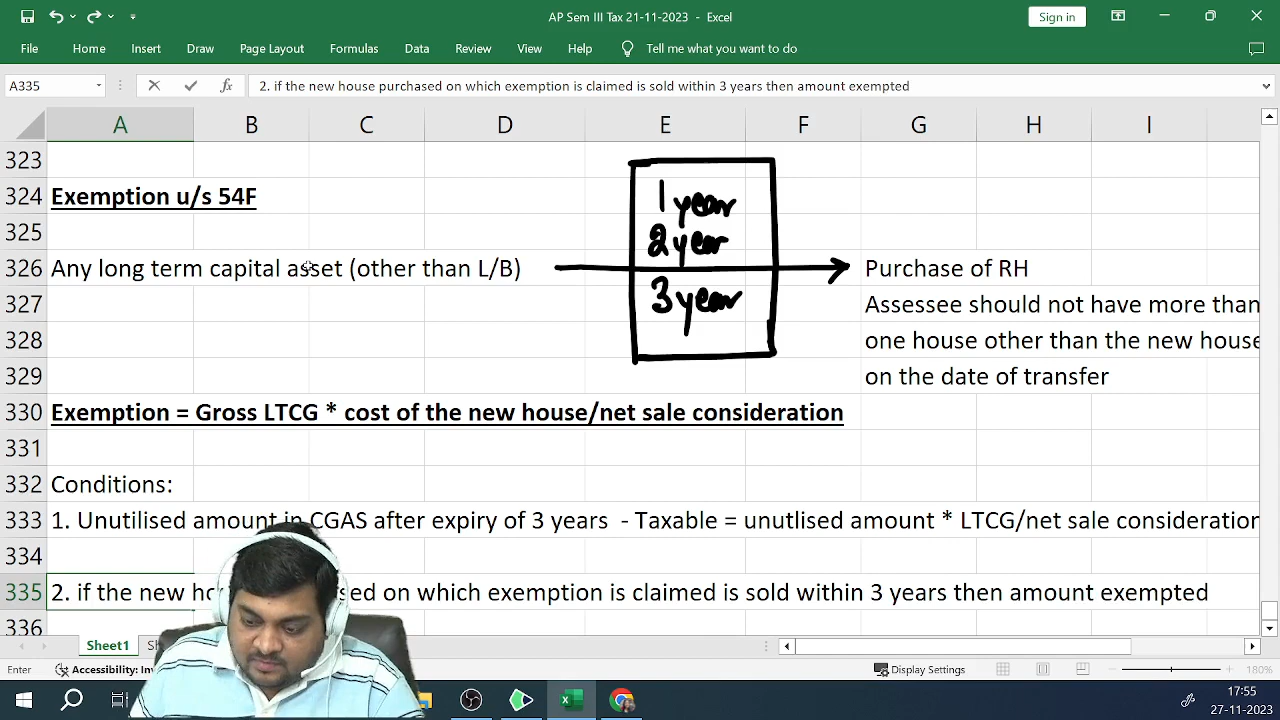 AP Sem III Tax 21-11-2023 - Excel
Sign in
File Home Insert Draw Page Layout Formulas Data Review View Help Tell me what you want to do
A335 fx 2. if the new house purchased on which exemption is claimed is sold within 3 years then amount exempted
A B C D E F G H I
323
324 Exemption u/s 54F
1 year
325
2 year
326 Any long term capital asset (other than L/B) Purchase of RH
327 3 year Assessee should not have more than
328 one house other than the new house
329 on the date of transfer
330 Exemption = Gross LTCG * cost of the new house/net sale consideration
331
332 Conditions:
333 1. Unutilised amount in CGAS after expiry of 3 years - Taxable = unutlised amount * LTCG/net sale consideration
334
335 2. if the new on which exemption is claimed is sold within 3 years then amount exempted
336
Sheet1
Enter Accessibility: Display Settings 180%
17:55
27-11-2023